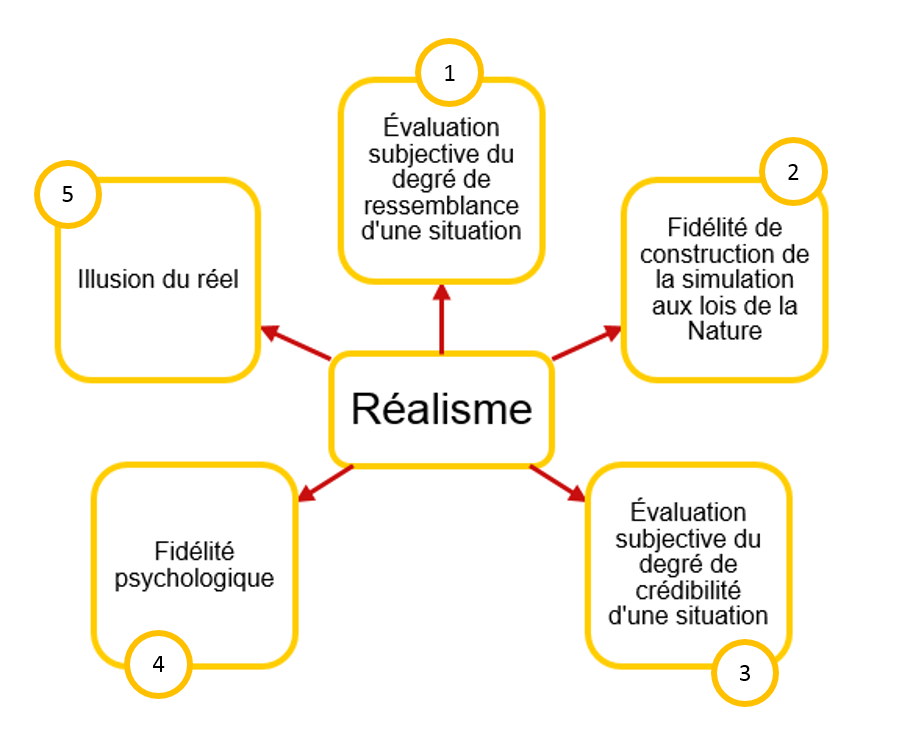 1
Évaluation
subjective du
degré de
ressemblance
d'une situation
2
Fidélité de
construction de
la simulation
aux lois de la
Nature
5
Illusion du réel
Réalisme
Fidélité
psychologique
4
Évaluation
subjective du
degré de
crédibilité
d'une situation
3